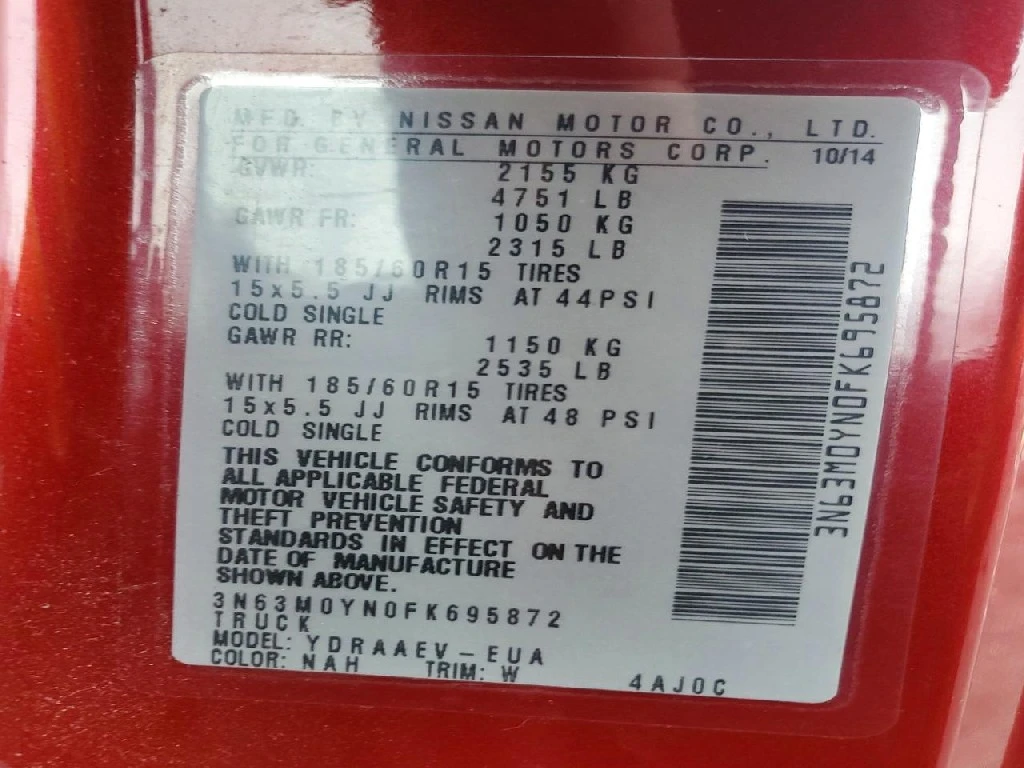 MFD. BY NISSAN MOTOR CO., LTD.
FOR GENERAL MOTORS CORP. 10/14
GVWR: 2155 KG
4751 LB
GAWR FR: 1050 KG
2315 LB
WITH 185/60R15 TIRES
15x5.5 JJ RIMS AT 44PSI
COLD SINGLE
GAWR RR: 1150 KG
2535 LB
WITH 185/60R15 TIRES
15x5.5 JJ RIMS AT 48 PSI
COLD SINGLE
THIS VEHICLE CONFORMS TO
ALL APPLICABLE FEDERAL
MOTOR VEHICLE SAFETY AND
THEFT PREVENTION
STANDARDS IN EFFECT ON THE
DATE OF MANUFACTURE
SHOWN ABOVE.
3N63M0YN0FK695872
TRUCK
MODEL: YDRAAEV-EUA
COLOR: NAH TRIM: W 4AJ0C
3N63M0YN0FK695872